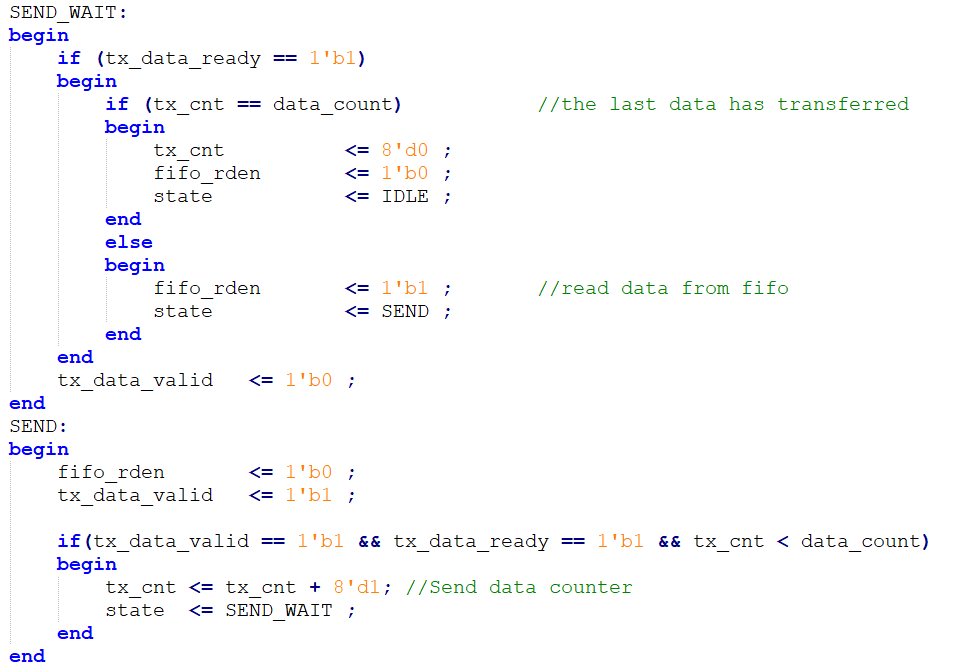 SEND_WAIT:
begin
    if (tx_data_ready == 1'b1)
    begin
        if (tx_cnt == data_count)              //the last data has transferred
        begin
            tx_cnt          <= 8'd0 ;
            fifo_rden       <= 1'b0 ;
            state           <= IDLE ;
        end
        else
        begin
            fifo_rden       <= 1'b1 ;       //read data from fifo
            state           <= SEND ;
        end
    end
    tx_data_valid   <= 1'b0 ;
end
SEND:
begin
    fifo_rden       <= 1'b0 ;
    tx_data_valid   <= 1'b1 ;

    if(tx_data_valid == 1'b1 && tx_data_ready == 1'b1 && tx_cnt < data_count)
    begin
        tx_cnt <= tx_cnt + 8'd1; //Send data counter
        state  <= SEND_WAIT ;
    end
end